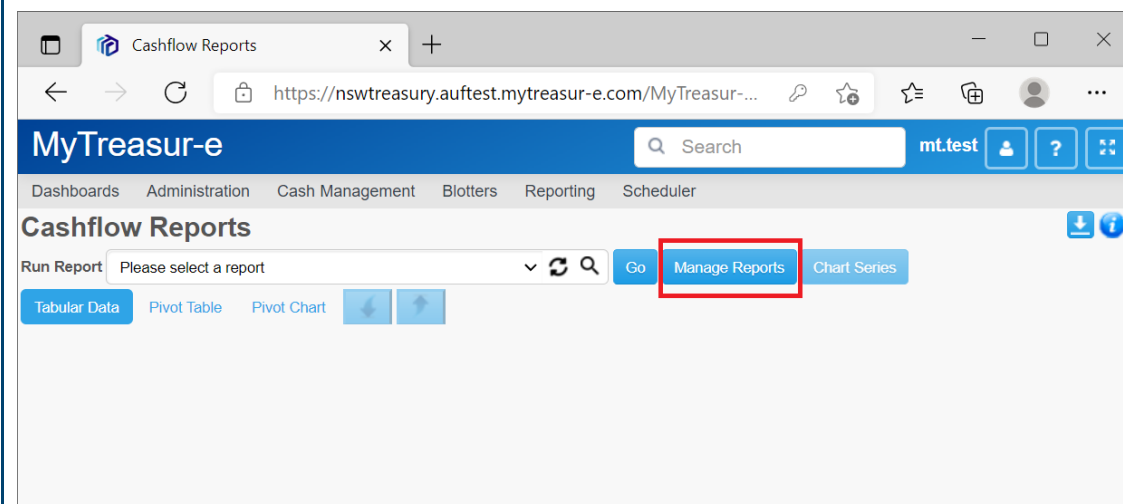 Cashflow Reports
https://nswtreasury.auftest.mytreasur-e.com/MyTreasur-...
MyTreasur-e Search mt.test ?
Dashboards Administration Cash Management Blotters Reporting Scheduler
Cashflow Reports
Run Report Please select a report Go Manage Reports Chart Series
Tabular Data Pivot Table Pivot Chart